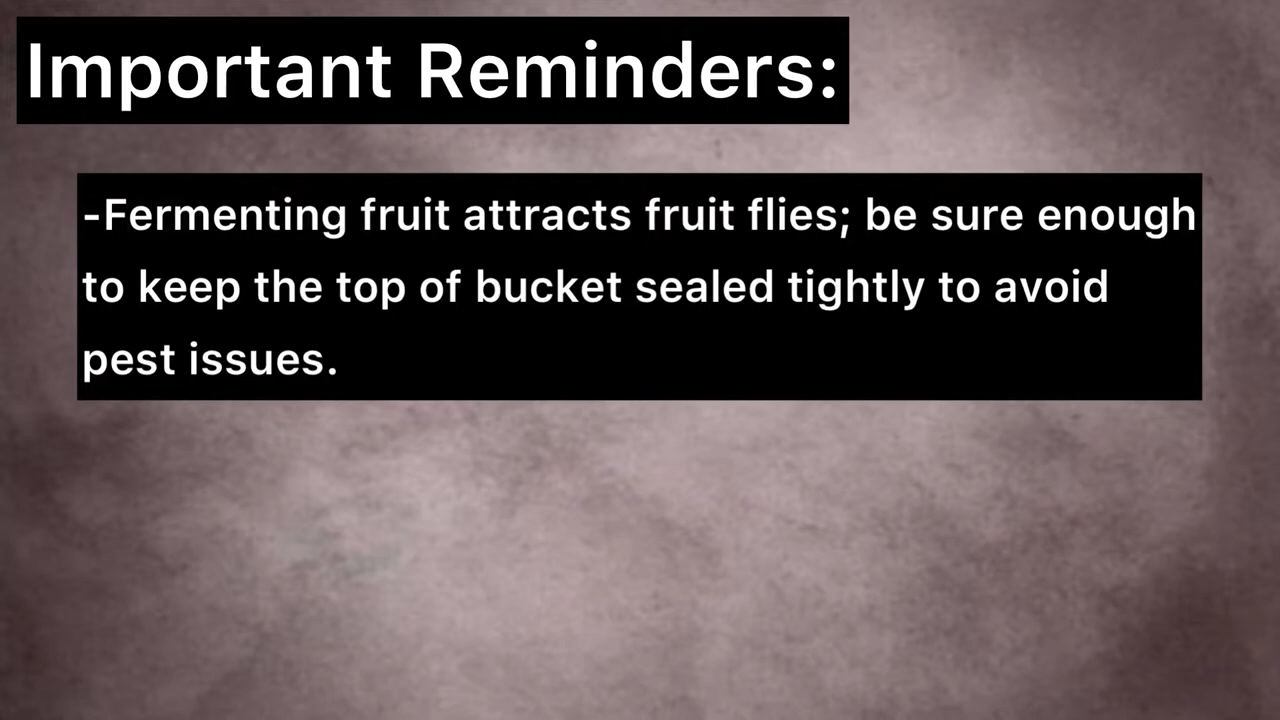 Important Reminders:
-Fermenting fruit attracts fruit flies; be sure enough
to keep the top of bucket sealed tightly to avoid
pest issues.